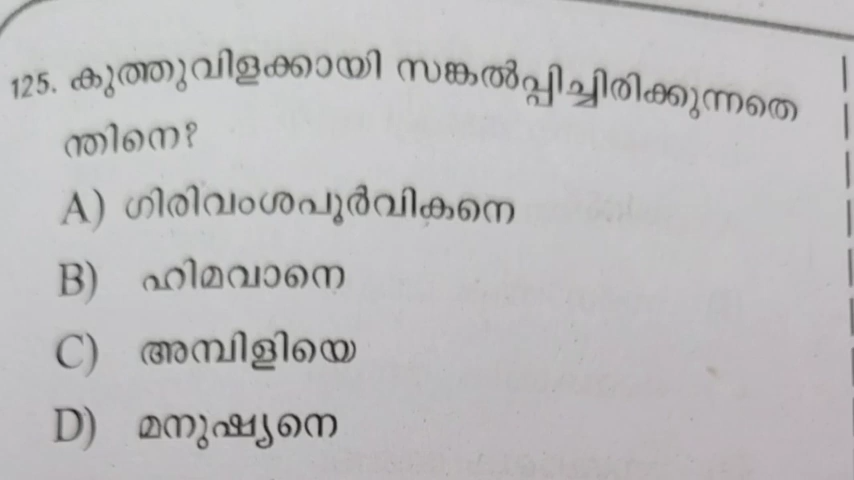 125. കുത്തുവിളക്കായി സങ്കൽപ്പിച്ചിരിക്കുന്നതെ
ന്തിനെ?
A) ഗിരിവംശപൂർവികനെ
B) ഹിമവാനെ
C) അമ്പിളിയെ
D) മനുഷ്യനെ